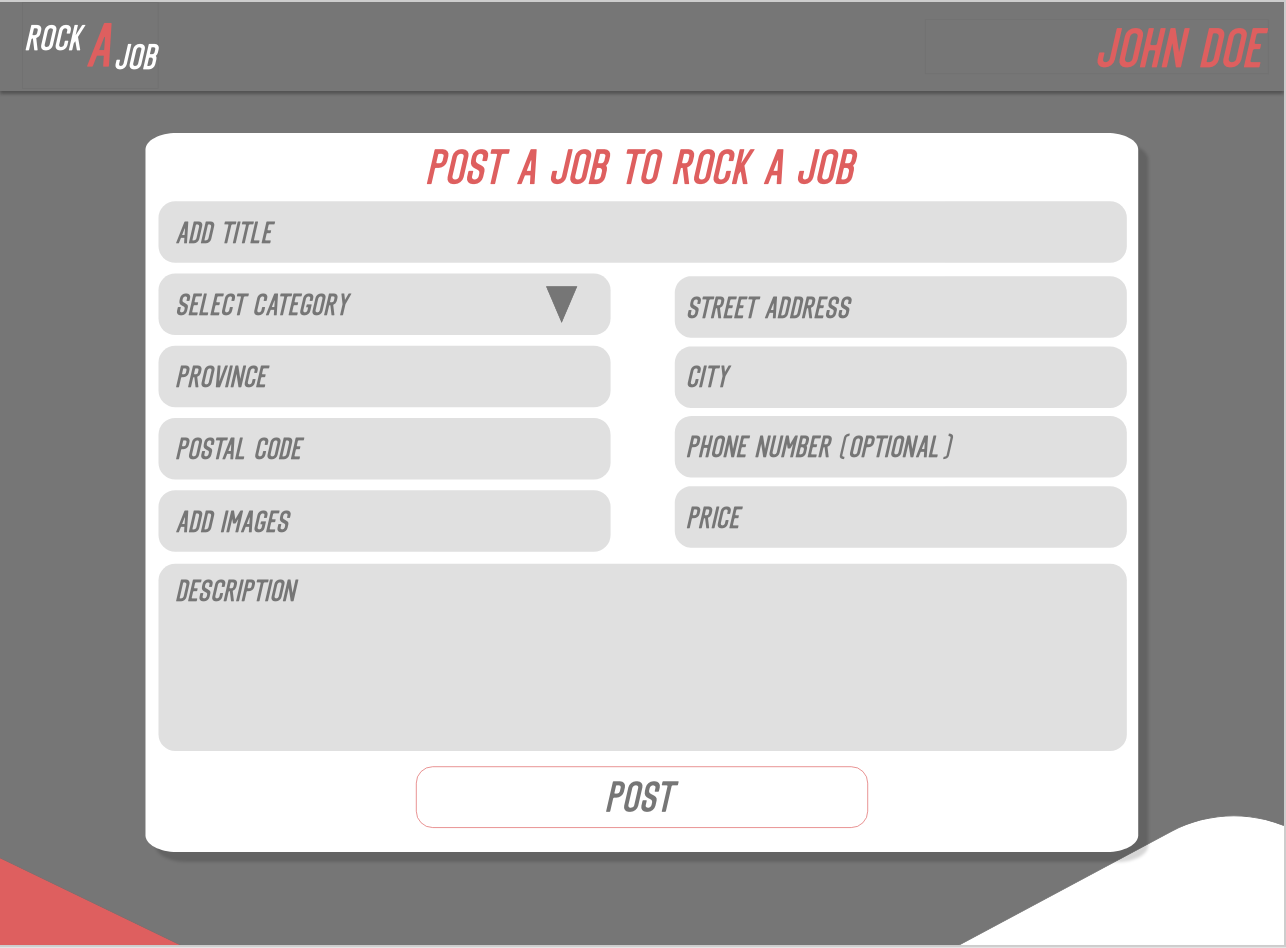 ROCK A JOB
JOHN DOE
POST A JOB TO ROCK A JOB
ADD TITLE
SELECT CATEGORY
STREET ADDRESS
PROVINCE
CITY
POSTAL CODE
PHONE NUMBER (OPTIONAL )
ADD IMAGES
PRICE
DESCRIPTION
POST